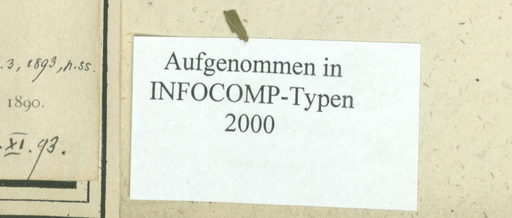 .3, 1893, p. 55.
1890.
.XI.93.
Aufgenommen in
INFOCOMP-Typen
2000